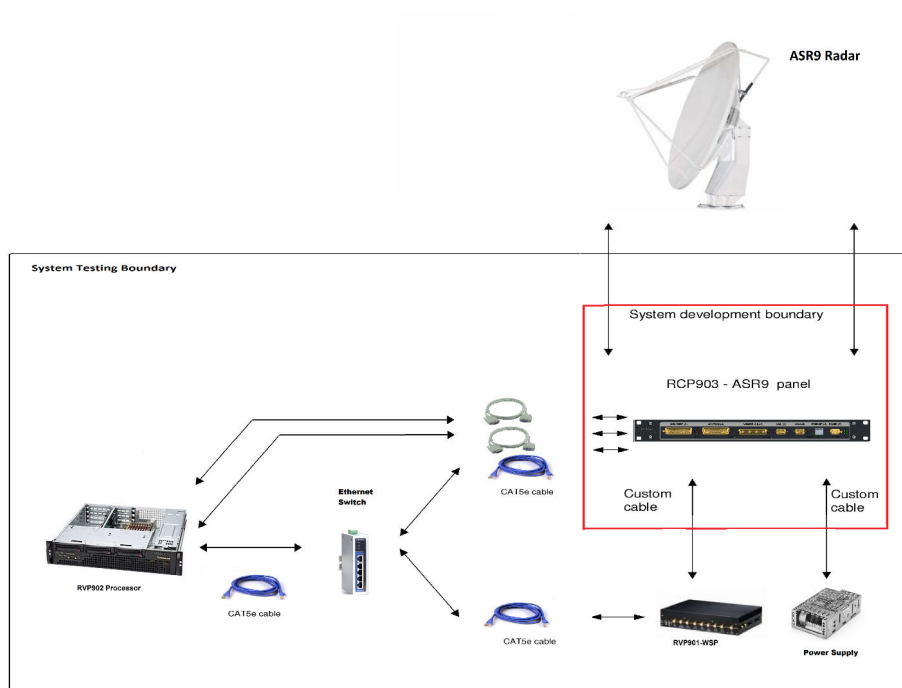 ASR9 Radar
System Testing Boundary
System development boundary
RCP903 - ASR9 panel
CAT5e cable
Ethernet
Switch
Custom
cable
Custom
cable
RVP902 Processor
CAT5e cable
CAT5e cable
RVP901-WSP
Power Supply